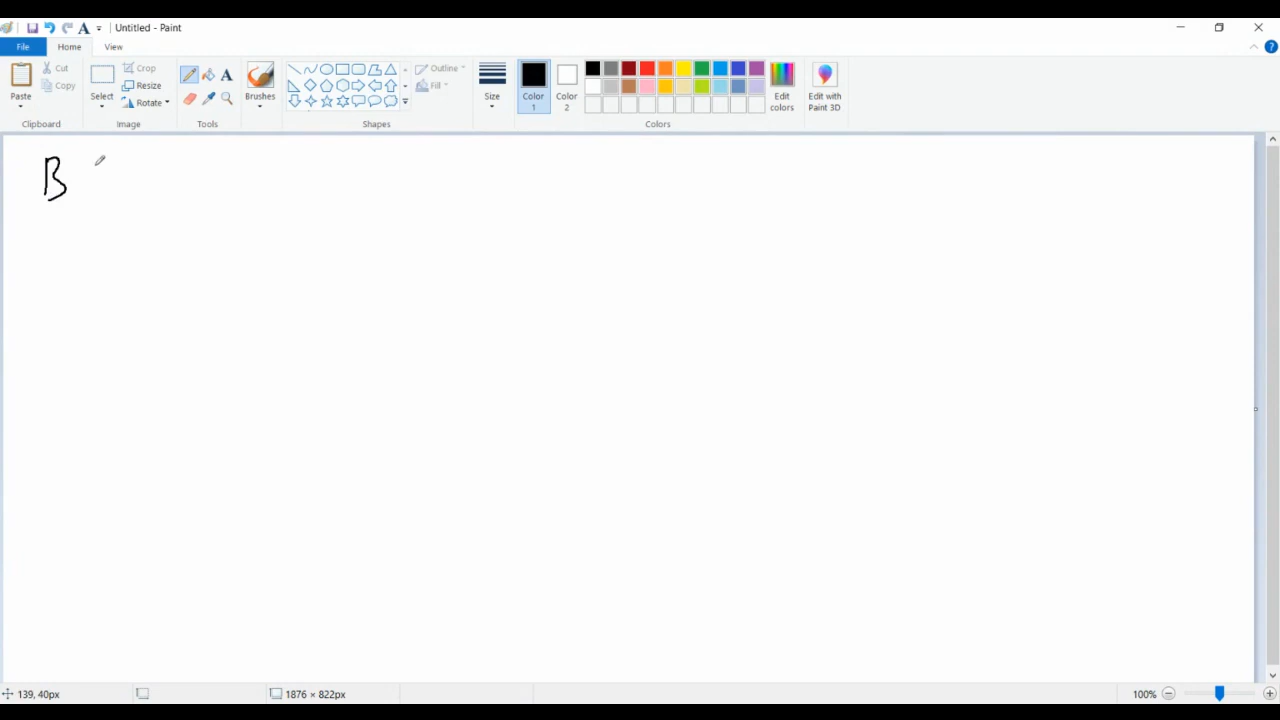 Untitled - Paint
File Home View
Paste Cut Copy Clipboard
Select Crop Resize Rotate Image
Tools
Brushes
Outline Fill Shapes
Size
Color 1 Color 2 Edit colors Colors
Edit with Paint 3D
B
139, 40px 1876 × 822px 100%